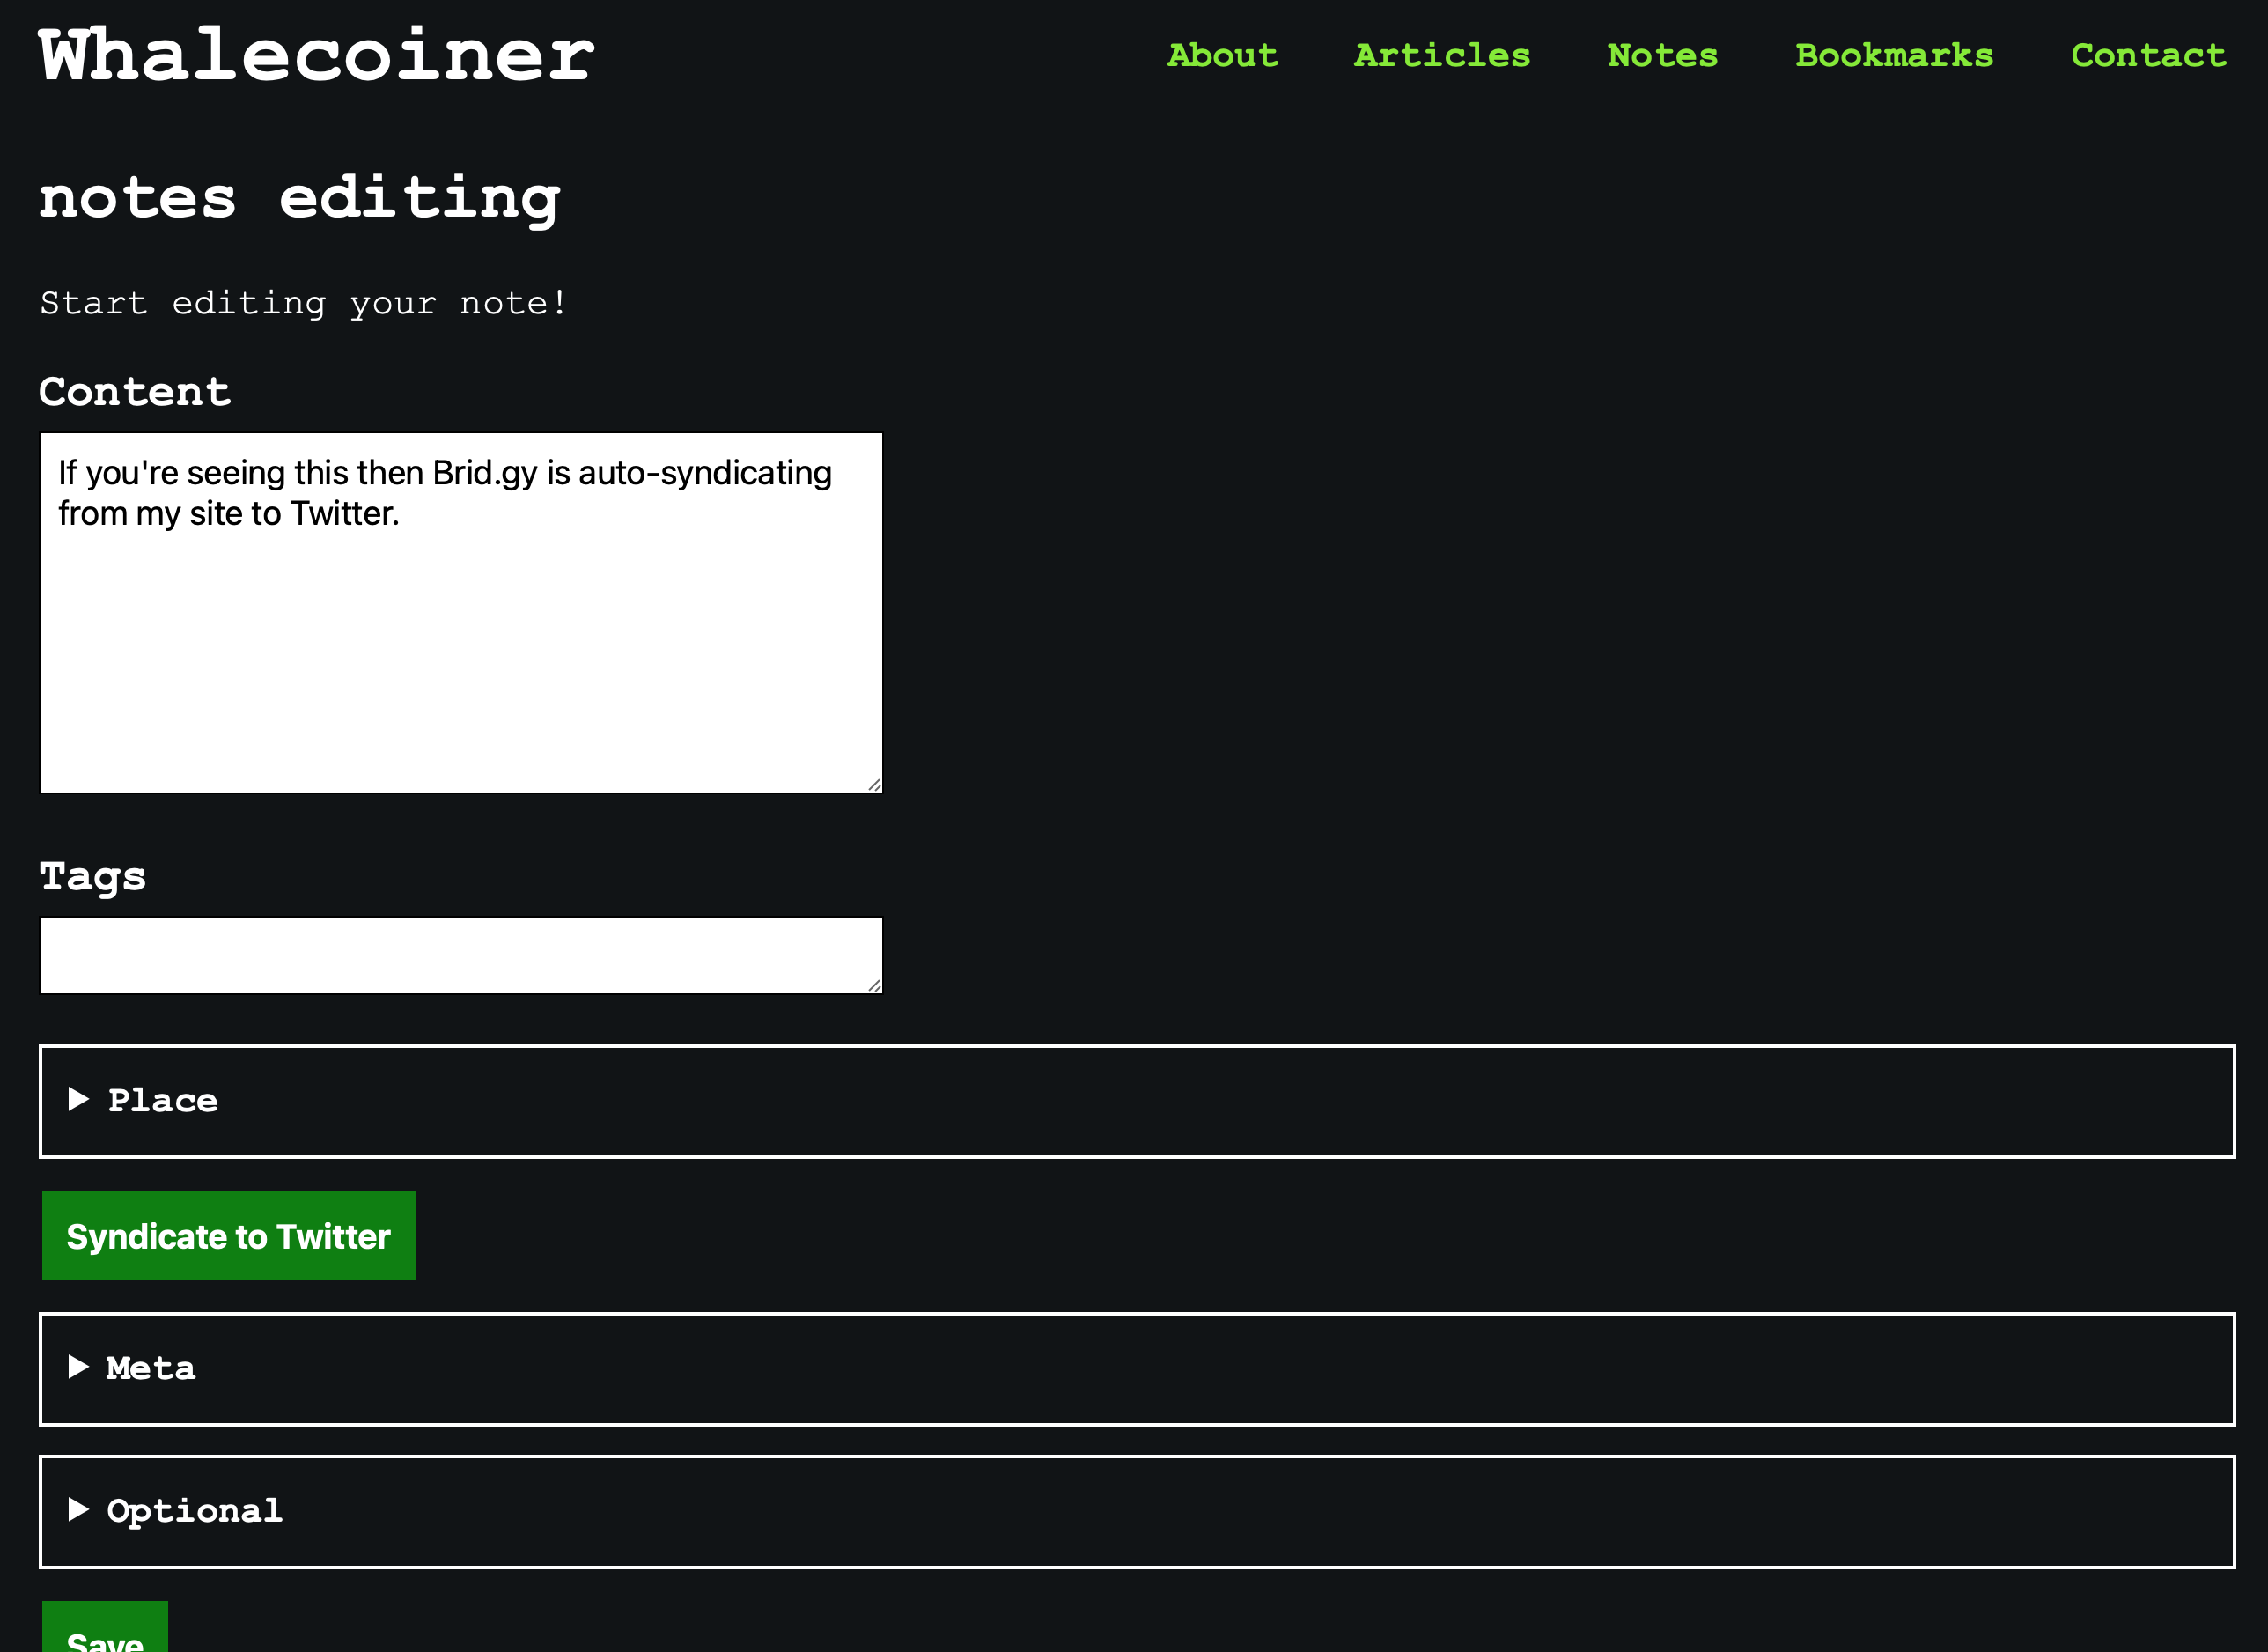 Whalecoiner
About Articles Notes Bookmarks Contact
notes editing
Start editing your note!
Content
If you're seeing this then Brid.gy is auto-syndicating
from my site to Twitter.
Tags
Place
Syndicate to Twitter
Meta
Optional
Save